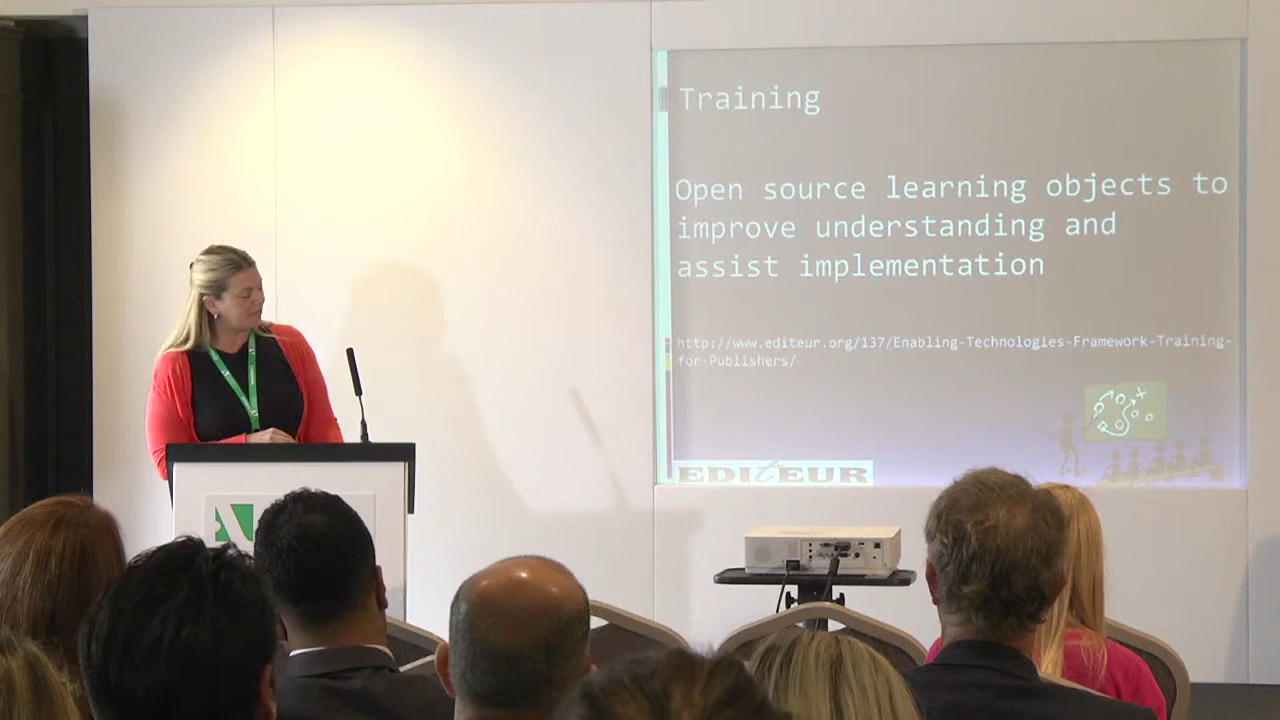 Training
Open source learning objects to
improve understanding and
assist implementation
http://www.editeur.org/137/Enabling-Technologies-Framework-Training-
for-Publishers/
EDItEUR